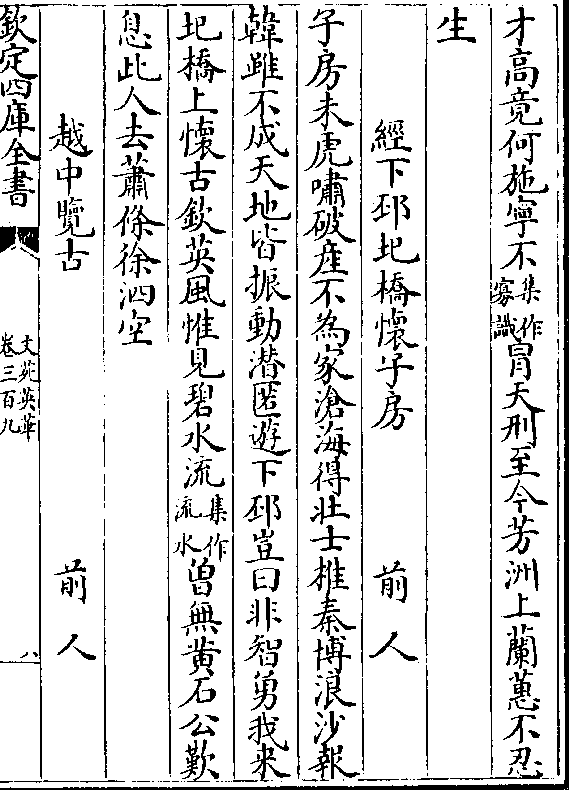 才高竟何施寧不集作寡識冒天刑至今芳洲上蘭蕙不忍
生
經下邳圯橋懷子房 前人
子房未虎嘯破產不為家滄海得壯士椎秦博浪沙報
韓雖不成天地皆振動潛匿遊下邳豈曰非智勇我來
圯橋上懷古欽英風惟見碧水流集作流水曾無黃石公歎
息此人去蕭條徐泗空
越中覽古 前人
欽定四庫全書
文苑英華
卷三百九
八